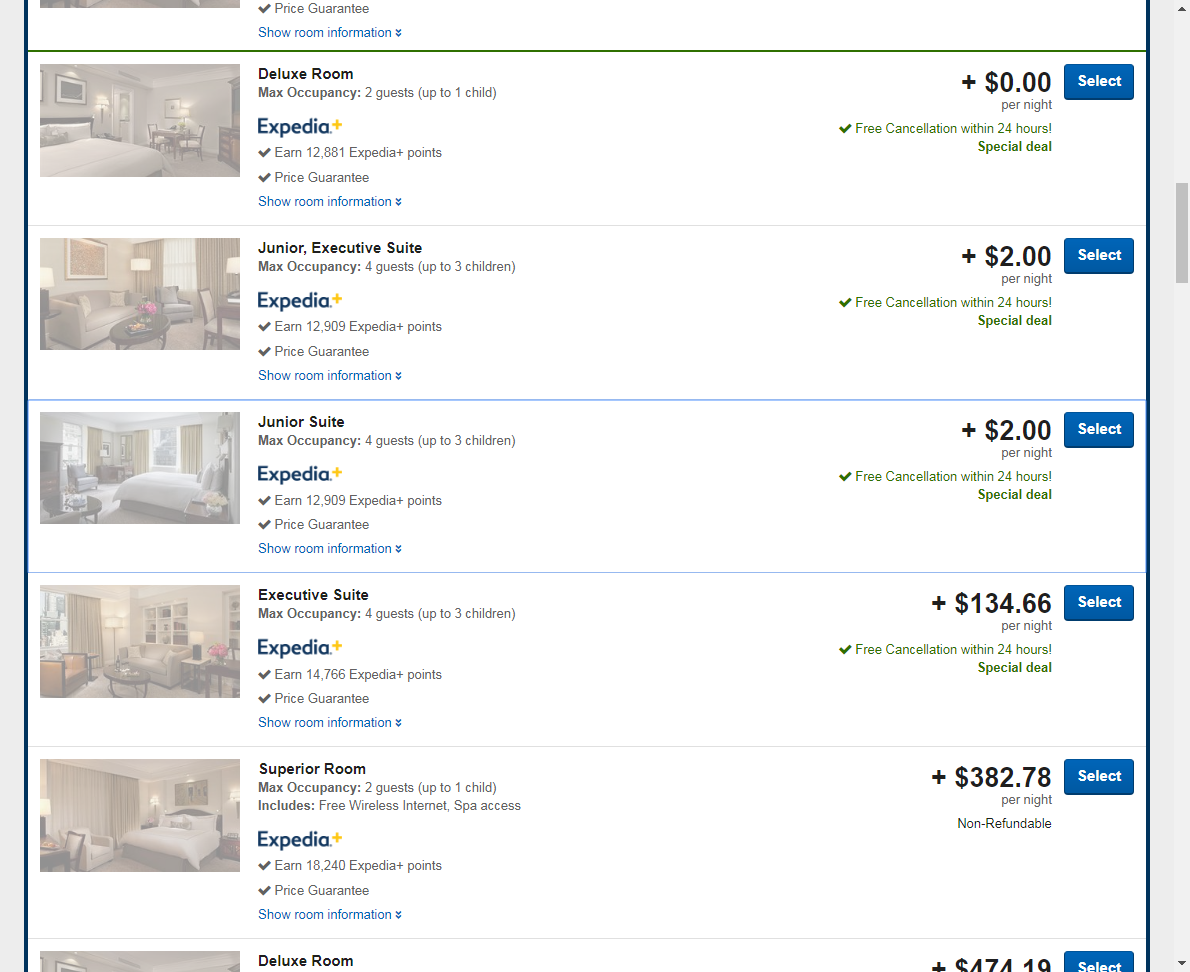 Price Guarantee
Show room information
Deluxe Room
Max Occupancy: 2 guests (up to 1 child)
Expedia+
Earn 12,881 Expedia+ points
Price Guarantee
Show room information
+ $0.00
per night
Free Cancellation within 24 hours!
Special deal
Select
Junior, Executive Suite
Max Occupancy: 4 guests (up to 3 children)
Expedia+
Earn 12,909 Expedia+ points
Price Guarantee
Show room information
+ $2.00
per night
Free Cancellation within 24 hours!
Special deal
Select
Junior Suite
Max Occupancy: 4 guests (up to 3 children)
Expedia+
Earn 12,909 Expedia+ points
Price Guarantee
Show room information
+ $2.00
per night
Free Cancellation within 24 hours!
Special deal
Select
Executive Suite
Max Occupancy: 4 guests (up to 3 children)
Expedia+
Earn 14,766 Expedia+ points
Price Guarantee
Show room information
+ $134.66
per night
Free Cancellation within 24 hours!
Special deal
Select
Superior Room
Max Occupancy: 2 guests (up to 1 child)
Includes: Free Wireless Internet, Spa access
Expedia+
Earn 18,240 Expedia+ points
Price Guarantee
Show room information
+ $382.78
per night
Non-Refundable
Select
Deluxe Room
+ $474.19
Select